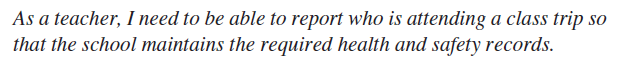 As a teacher, I need to be able to report who is attending a class trip so
that the school maintains the required health and safety records.